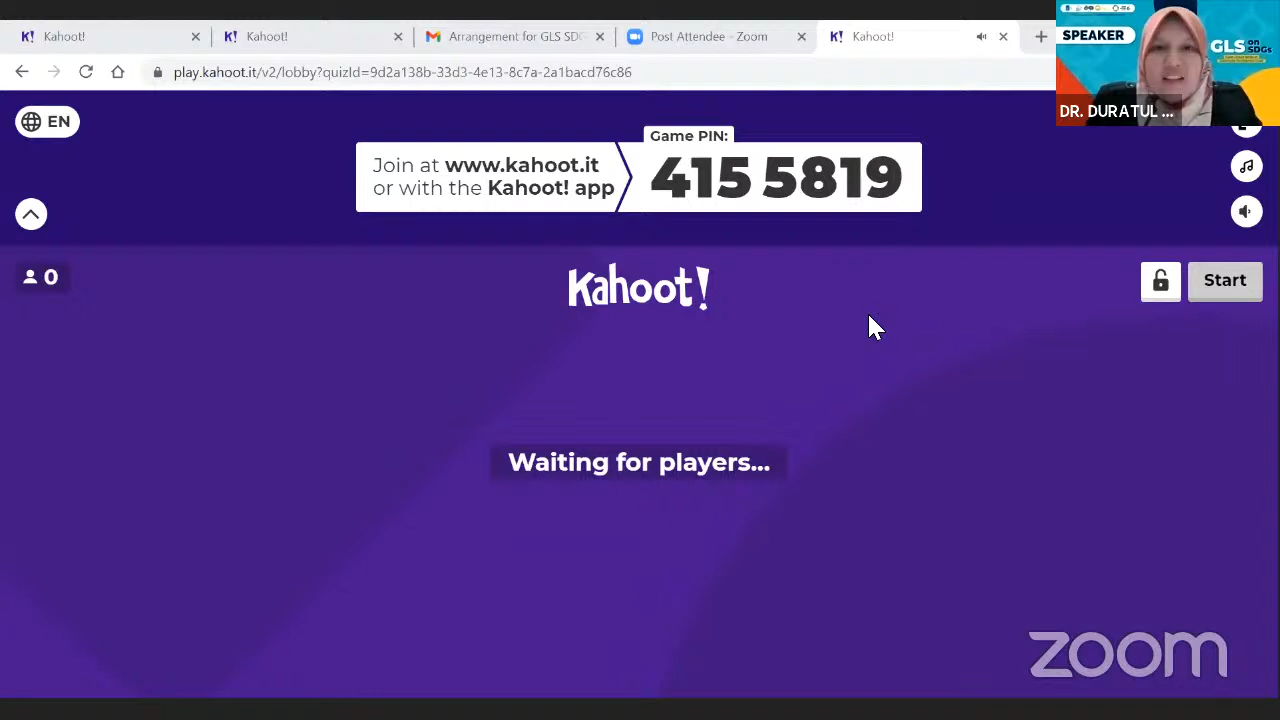 Kahoot!
Kahoot!
Arrangement for GLS SDG
Post Attendee - Zoom
Kahoot!
play.kahoot.it/v2/lobby?quizId=9d2a138b-33d3-4e13-8c7a-2a1bacd76c86
SPEAKER
GLS on SDGs
DR. DURATUL ...
EN
Game PIN:
Join at www.kahoot.it
or with the Kahoot! app
415 5819
0
Kahoot!
Start
Waiting for players...
zoom